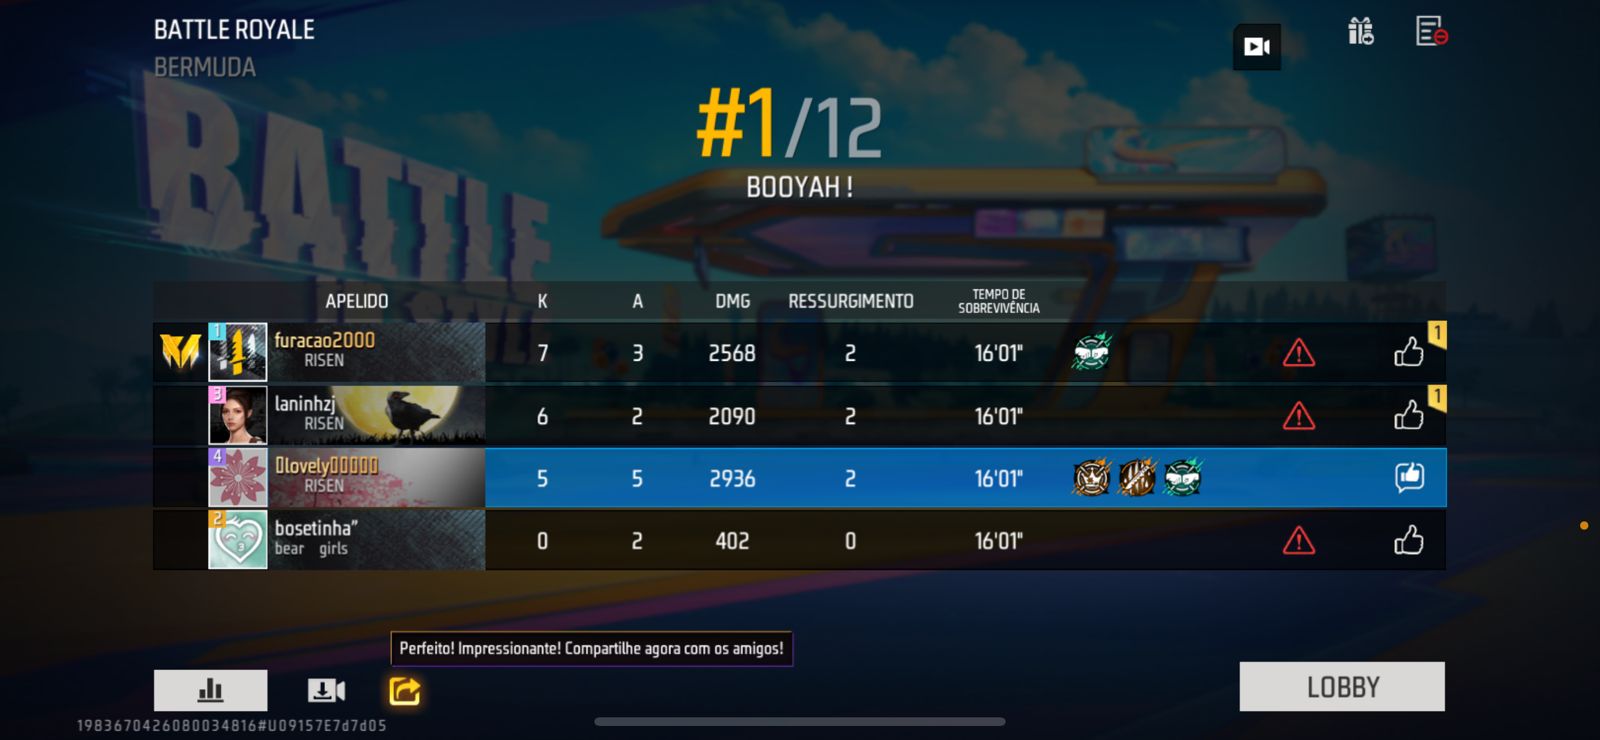 BATTLE ROYALE
BERMUDA
BATTLE
#1/12
BOOYAH !
APELIDO K A DMG RESSURGIMENTO TEMPO DE SOBREVIVÊNCIA
1 furacao2000 7 3 2568 2 16'01" 1
RISEN
3 laninhzj 6 2 2090 2 16'01" 1
RISEN
4 lovely 5 5 2936 2 16'01"
RISEN
2 bosetinha" 0 2 402 0 16'01"
3 bear girls
Perfeito! Impressionante! Compartilhe agora com os amigos!
LOBBY
1983670426080034816#U09157E7d7d05